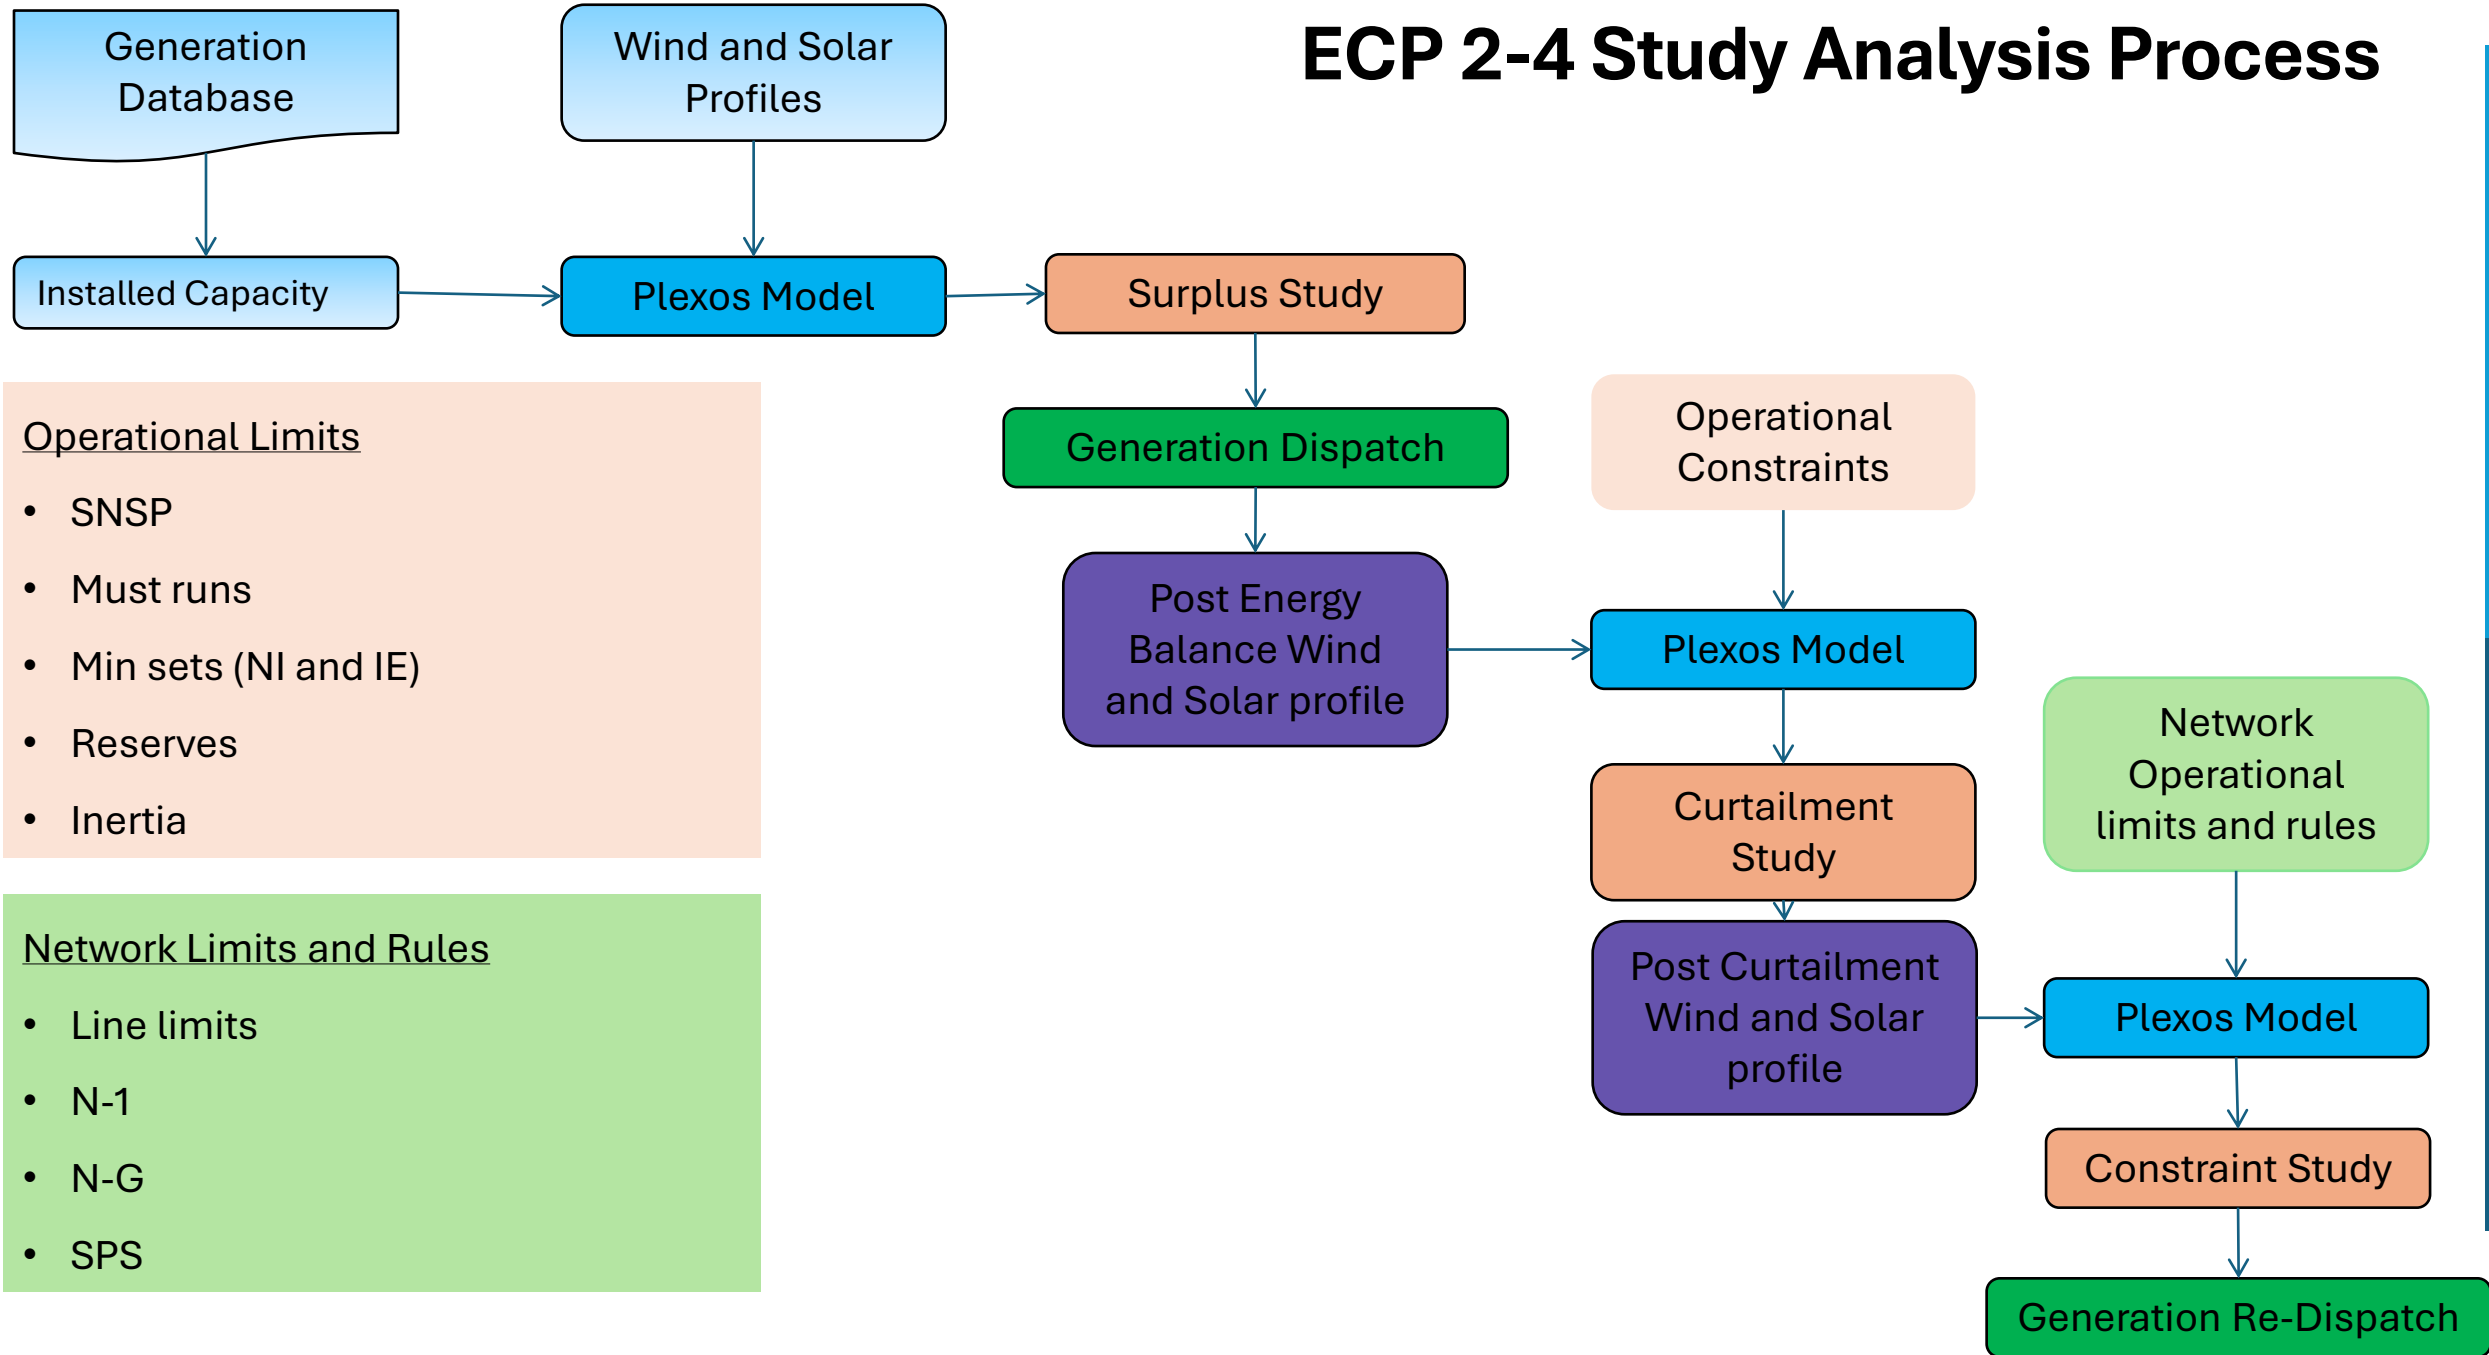 ECP 2-4 Study Analysis Process
Generation
Database
Wind and Solar
Profiles
Installed Capacity
Plexos Model
Surplus Study
Generation Dispatch
Post Energy
Balance Wind
and Solar profile
Operational
Constraints
Plexos Model
Curtailment
Study
Post Curtailment
Wind and Solar
profile
Network
Operational
limits and rules
Plexos Model
Constraint Study
Generation Re-Dispatch
Operational Limits
• SNSP
• Must runs
• Min sets (NI and IE)
• Reserves
• Inertia
Network Limits and Rules
• Line limits
• N-1
• N-G
• SPS